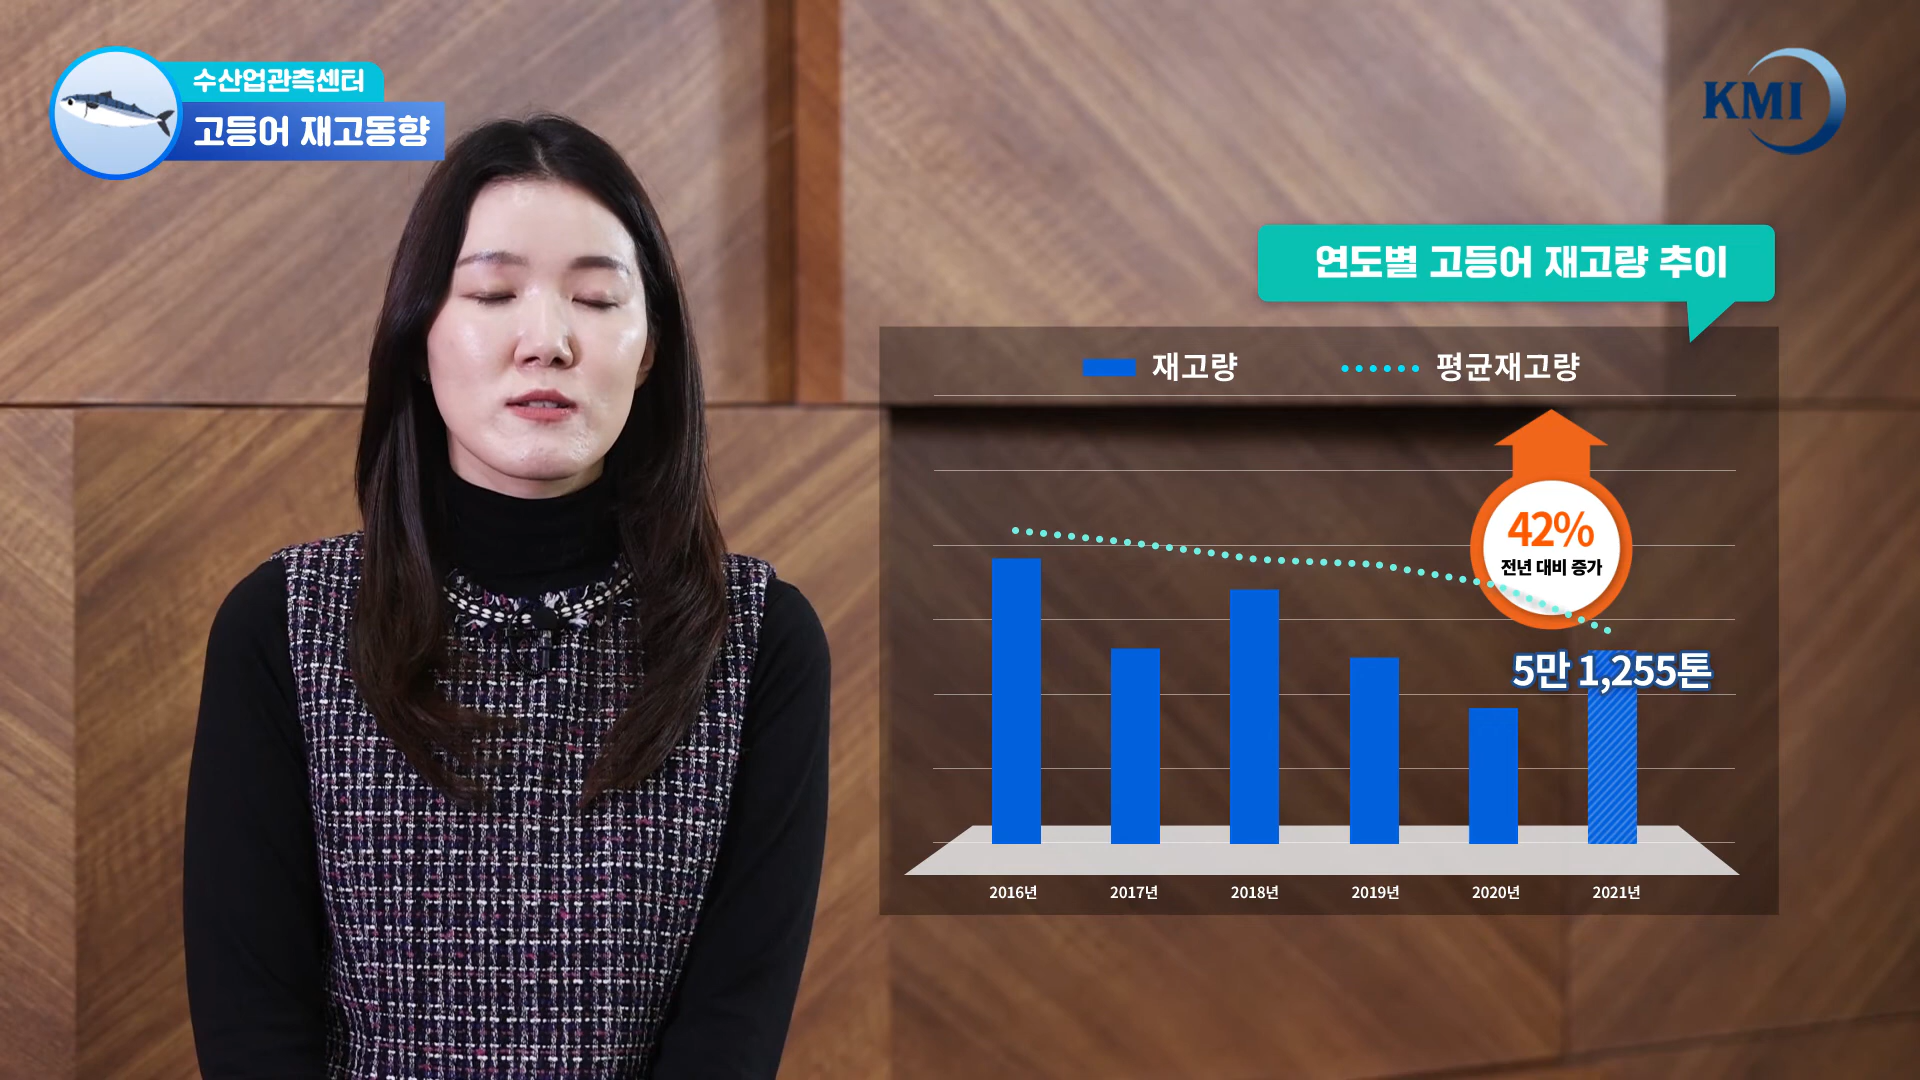 수산업관측센터
고등어 재고동향
KMI
연도별 고등어 재고량 추이
재고량
평균재고량
42%
전년 대비 증가
5만 1,255톤
2016년
2017년
2018년
2019년
2020년
2021년